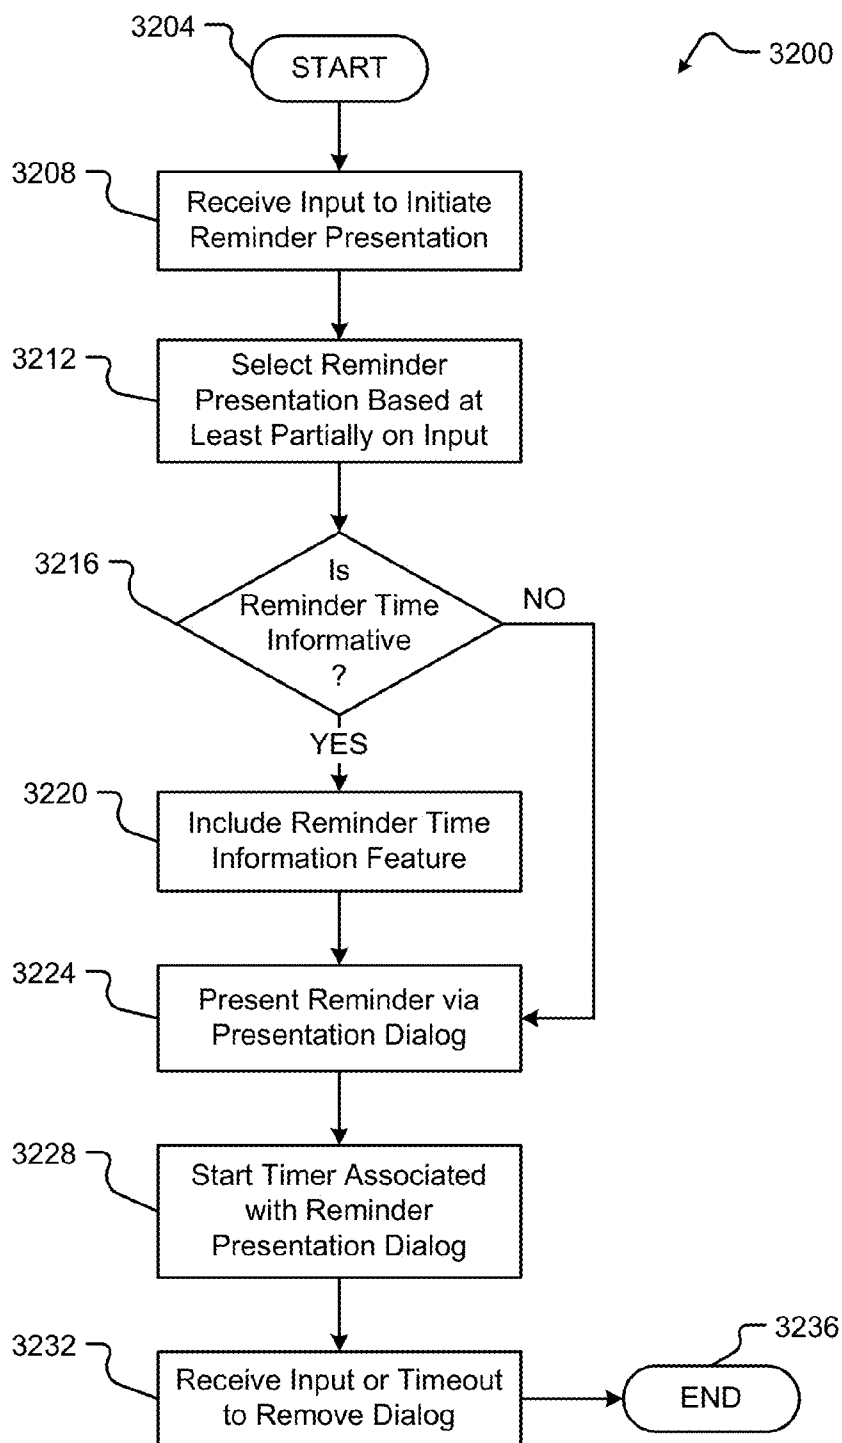 3204
START
3200
3208
Receive Input to Initiate
Reminder Presentation
3212
Select Reminder
Presentation Based at
Least Partially on Input
3216
Is
Reminder Time
Informative
?
NO
YES
3220
Include Reminder Time
Information Feature
3224
Present Reminder via
Presentation Dialog
3228
Start Timer Associated
with Reminder
Presentation Dialog
3232
Receive Input or Timeout
to Remove Dialog
3236
END